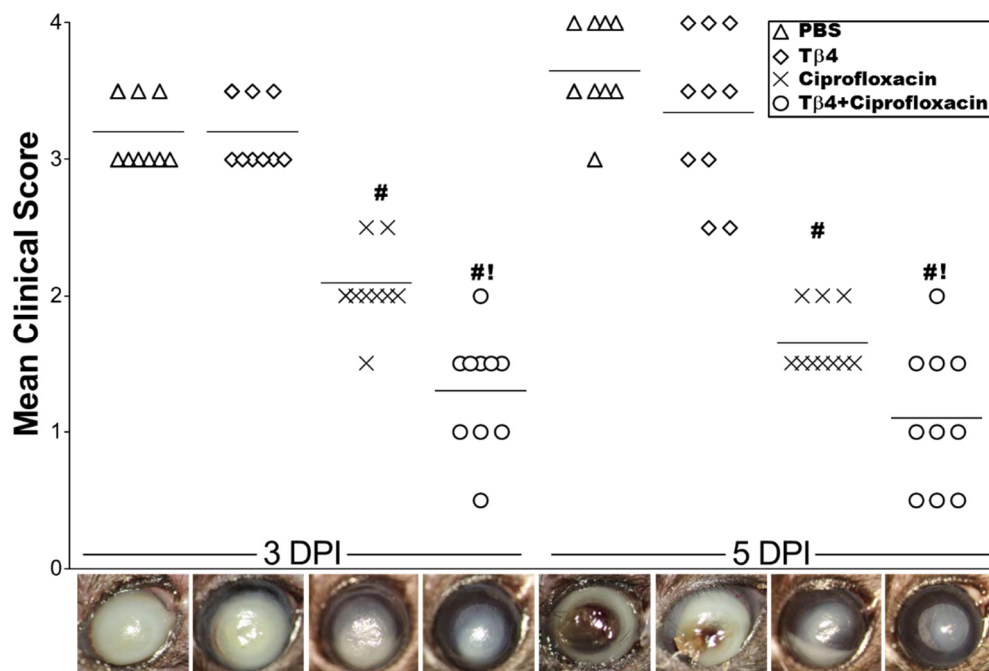 Mean Clinical Score
4
3
2
1
0
PBS
Tβ4
Ciprofloxacin
Tβ4+Ciprofloxacin
#
#!
#
#!
3 DPI
5 DPI